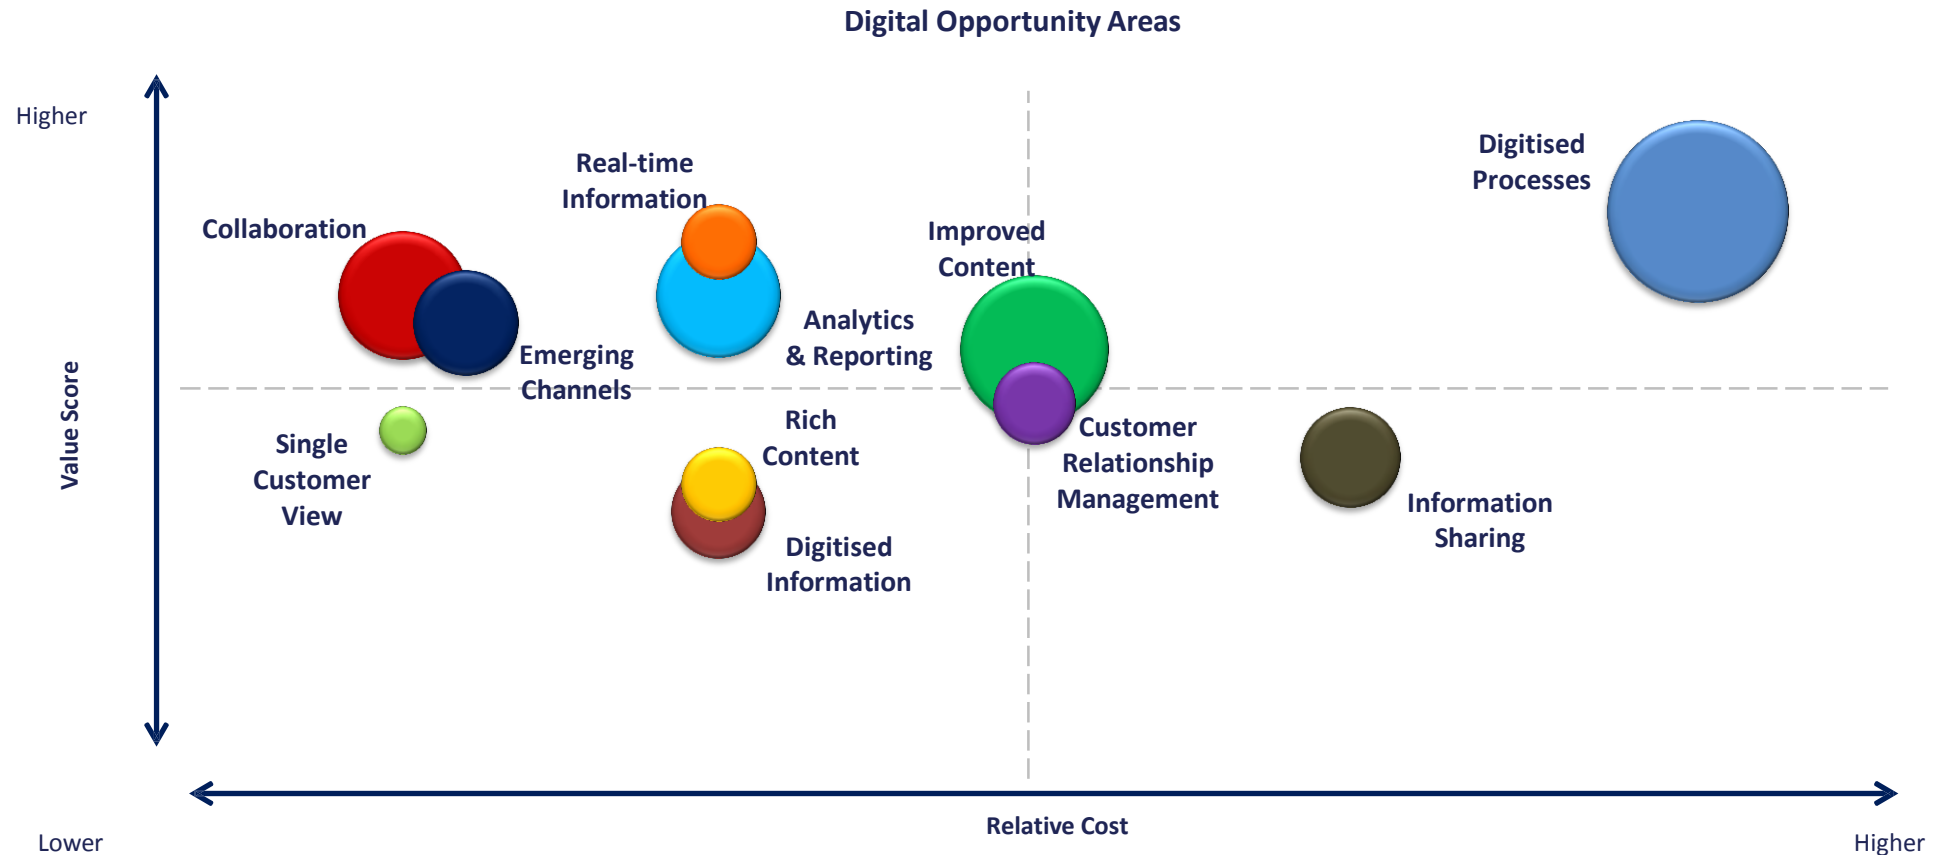 Digital Opportunity Areas
Higher
Digitised
Processes
Real-time
Information
Collaboration
Improved
Content
Analytics
& Reporting
Emerging
Channels
Value Score
Rich
Content
Single
Customer
View
Customer
Relationship
Management
Information
Sharing
Digitised
Information
Relative Cost
Lower
Higher